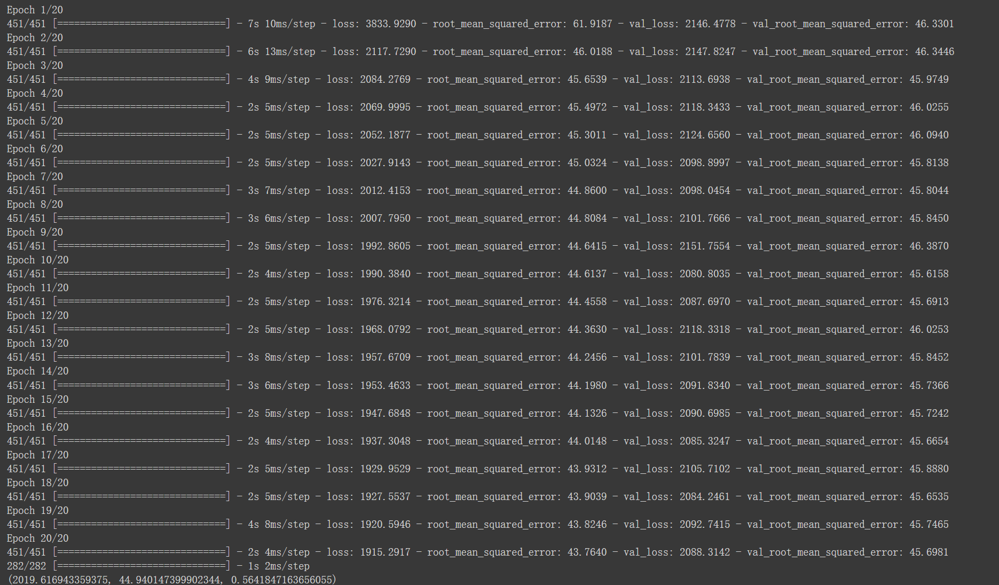 Epoch 1/20
451/451 [==============================] - 7s 10ms/step - loss: 3833.9290 - root_mean_squared_error: 61.9187 - val_loss: 2146.4778 - val_root_mean_squared_error: 46.3301
Epoch 2/20
451/451 [==============================] - 6s 13ms/step - loss: 2117.7290 - root_mean_squared_error: 46.0188 - val_loss: 2147.8247 - val_root_mean_squared_error: 46.3446
Epoch 3/20
451/451 [==============================] - 4s 9ms/step - loss: 2084.2769 - root_mean_squared_error: 45.6539 - val_loss: 2113.6938 - val_root_mean_squared_error: 45.9749
Epoch 4/20
451/451 [==============================] - 2s 5ms/step - loss: 2069.9995 - root_mean_squared_error: 45.4972 - val_loss: 2118.3433 - val_root_mean_squared_error: 46.0255
Epoch 5/20
451/451 [==============================] - 2s 5ms/step - loss: 2052.1877 - root_mean_squared_error: 45.3011 - val_loss: 2124.6560 - val_root_mean_squared_error: 46.0940
Epoch 6/20
451/451 [==============================] - 2s 5ms/step - loss: 2027.9143 - root_mean_squared_error: 45.0324 - val_loss: 2098.8997 - val_root_mean_squared_error: 45.8138
Epoch 7/20
451/451 [==============================] - 3s 7ms/step - loss: 2012.4153 - root_mean_squared_error: 44.8600 - val_loss: 2098.0454 - val_root_mean_squared_error: 45.8044
Epoch 8/20
451/451 [==============================] - 3s 6ms/step - loss: 2007.7950 - root_mean_squared_error: 44.8084 - val_loss: 2101.7666 - val_root_mean_squared_error: 45.8450
Epoch 9/20
451/451 [==============================] - 2s 5ms/step - loss: 1992.8605 - root_mean_squared_error: 44.6415 - val_loss: 2151.7554 - val_root_mean_squared_error: 46.3870
Epoch 10/20
451/451 [==============================] - 2s 4ms/step - loss: 1990.3840 - root_mean_squared_error: 44.6137 - val_loss: 2080.8035 - val_root_mean_squared_error: 45.6158
Epoch 11/20
451/451 [==============================] - 2s 5ms/step - loss: 1976.3214 - root_mean_squared_error: 44.4558 - val_loss: 2087.6970 - val_root_mean_squared_error: 45.6913
Epoch 12/20
451/451 [==============================] - 2s 5ms/step - loss: 1968.0792 - root_mean_squared_error: 44.3630 - val_loss: 2118.3318 - val_root_mean_squared_error: 46.0253
Epoch 13/20
451/451 [==============================] - 3s 8ms/step - loss: 1957.6709 - root_mean_squared_error: 44.2456 - val_loss: 2101.7839 - val_root_mean_squared_error: 45.8452
Epoch 14/20
451/451 [==============================] - 3s 6ms/step - loss: 1953.4633 - root_mean_squared_error: 44.1980 - val_loss: 2091.8340 - val_root_mean_squared_error: 45.7366
Epoch 15/20
451/451 [==============================] - 2s 5ms/step - loss: 1947.6848 - root_mean_squared_error: 44.1326 - val_loss: 2090.6985 - val_root_mean_squared_error: 45.7242
Epoch 16/20
451/451 [==============================] - 2s 4ms/step - loss: 1937.3048 - root_mean_squared_error: 44.0148 - val_loss: 2085.3247 - val_root_mean_squared_error: 45.6654
Epoch 17/20
451/451 [==============================] - 2s 5ms/step - loss: 1929.9529 - root_mean_squared_error: 43.9312 - val_loss: 2105.7102 - val_root_mean_squared_error: 45.8880
Epoch 18/20
451/451 [==============================] - 2s 5ms/step - loss: 1927.5537 - root_mean_squared_error: 43.9039 - val_loss: 2084.2461 - val_root_mean_squared_error: 45.6535
Epoch 19/20
451/451 [==============================] - 4s 8ms/step - loss: 1920.5946 - root_mean_squared_error: 43.8246 - val_loss: 2092.7415 - val_root_mean_squared_error: 45.7465
Epoch 20/20
451/451 [==============================] - 2s 4ms/step - loss: 1915.2917 - root_mean_squared_error: 43.7640 - val_loss: 2088.3142 - val_root_mean_squared_error: 45.6981
282/282 [==============================] - 1s 2ms/step
(2019.616943359375, 44.940147399902344, 0.5641847163656055)